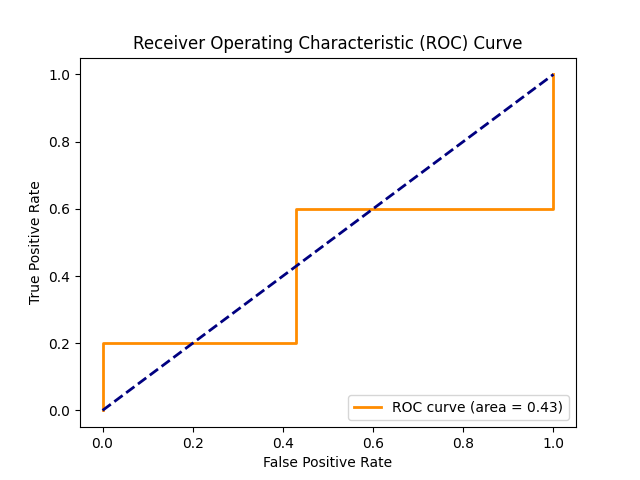 Receiver Operating Characteristic (ROC) Curve
1.0
0.8
0.6
0.4
0.2
0.0
True Positive Rate
ROC curve (area = 0.43)
0.0 0.2 0.4 0.6 0.8 1.0
False Positive Rate